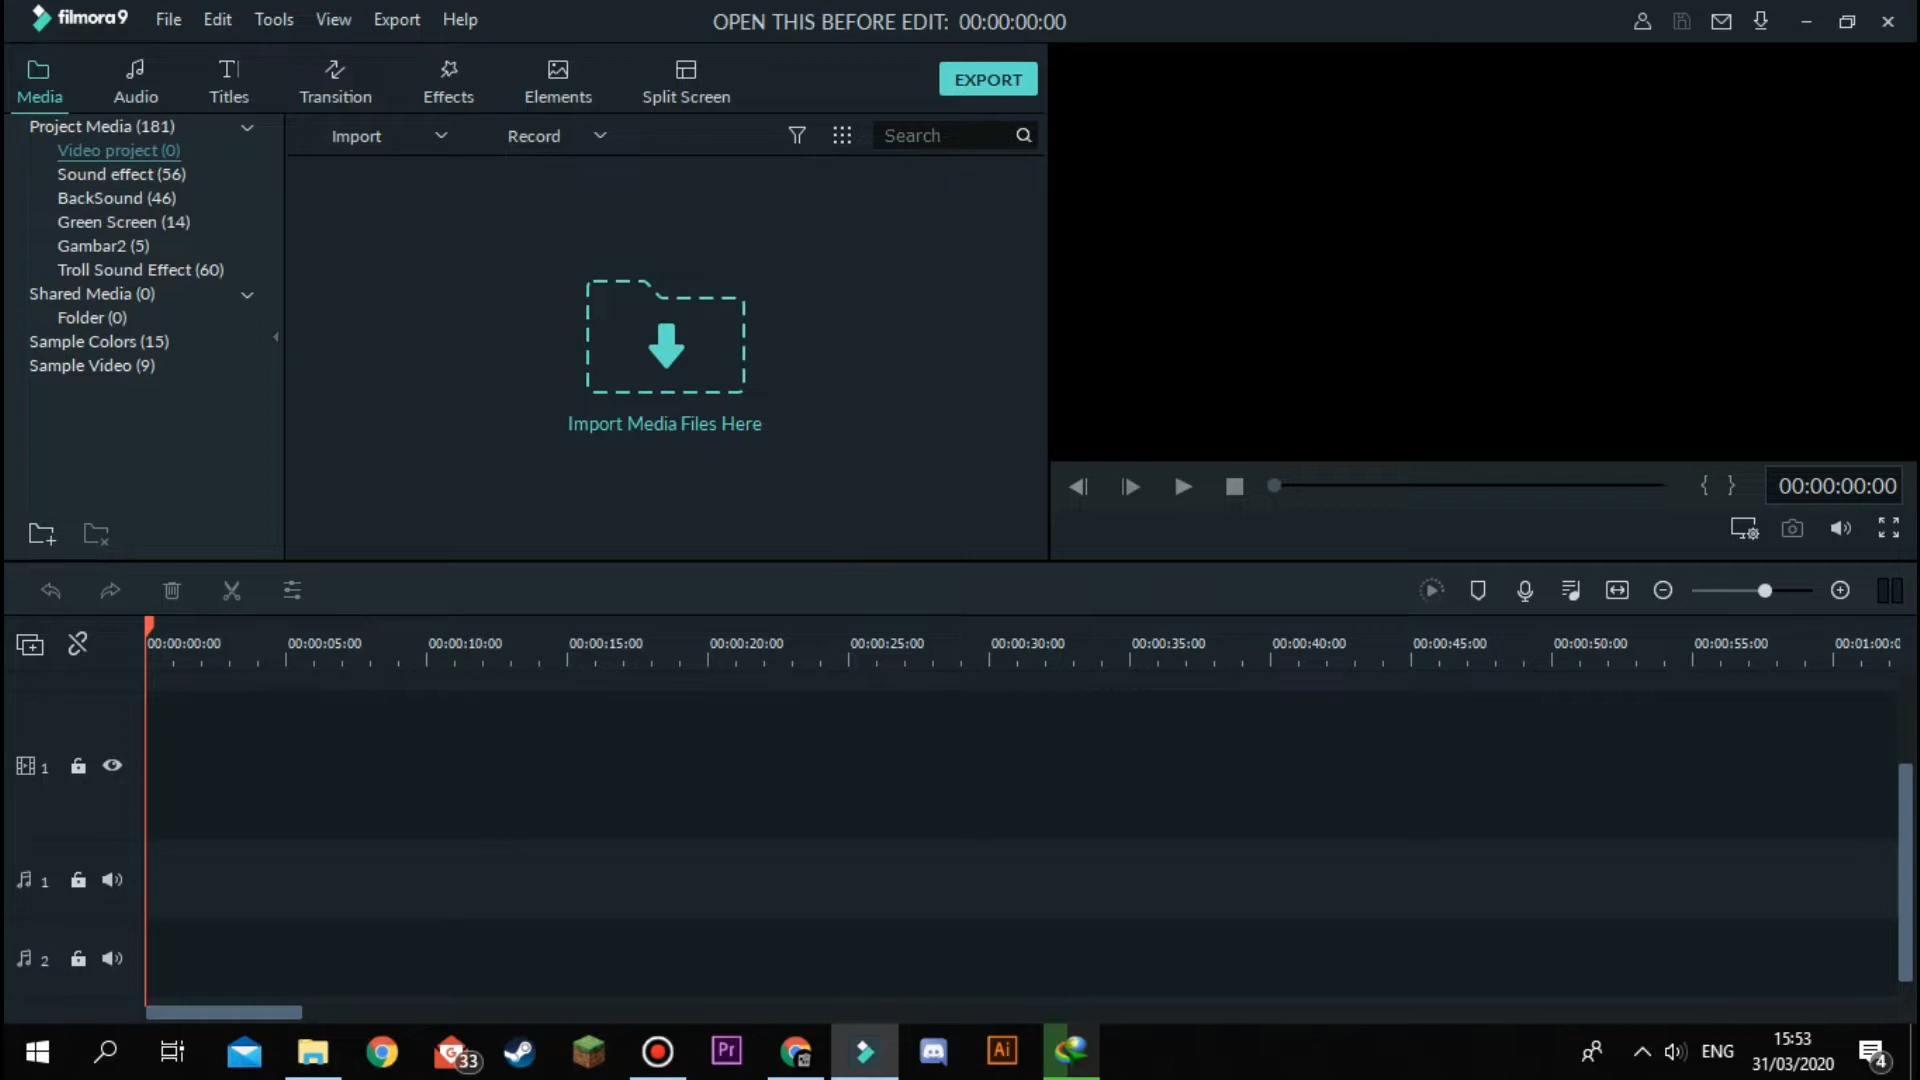 filmora9 File Edit Tools View Export Help OPEN THIS BEFORE EDIT: 00:00:00:00
Media Audio Titles Transition Effects Elements Split Screen EXPORT
Project Media (181)
Video project (0)
Sound effect (56)
BackSound (46)
Green Screen (14)
Gambar2 (5)
Troll Sound Effect (60)
Shared Media (0)
Folder (0)
Sample Colors (15)
Sample Video (9)
Import Record Search
Import Media Files Here
{ } 00:00:00:00
00:00:00:00 00:00:05:00 00:00:10:00 00:00:15:00 00:00:20:00 00:00:25:00 00:00:30:00 00:00:35:00 00:00:40:00 00:00:45:00 00:00:50:00 00:00:55:00 00:01:00:0
1
1
2
G 33 Pr Ai ENG 15:53
31/03/2020 4